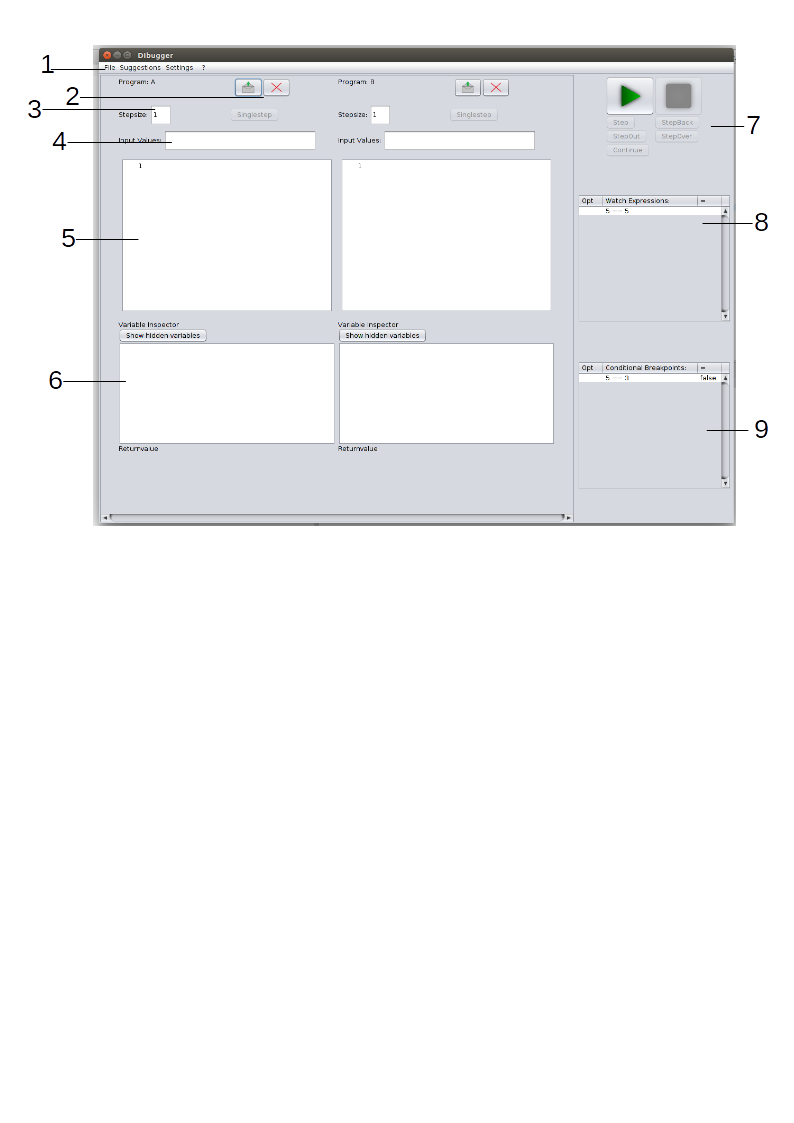 DIbugger
1 File Suggestions Settings ?
Program: A Program: B
2
3 Stepsize: 1 Singlestep Stepsize: 1 Singlestep
4 Input Values: Input Values:
1 1
5
Variable Inspector Variable Inspector
Show hidden variables Show hidden variables
6
Returnvalue Returnvalue
Step StepBack 7
StepOut StepOver
Continue
Opt Watch Expressions: =
5 == 5
8
Opt Conditional Breakpoints: =
5 == 3 false
9